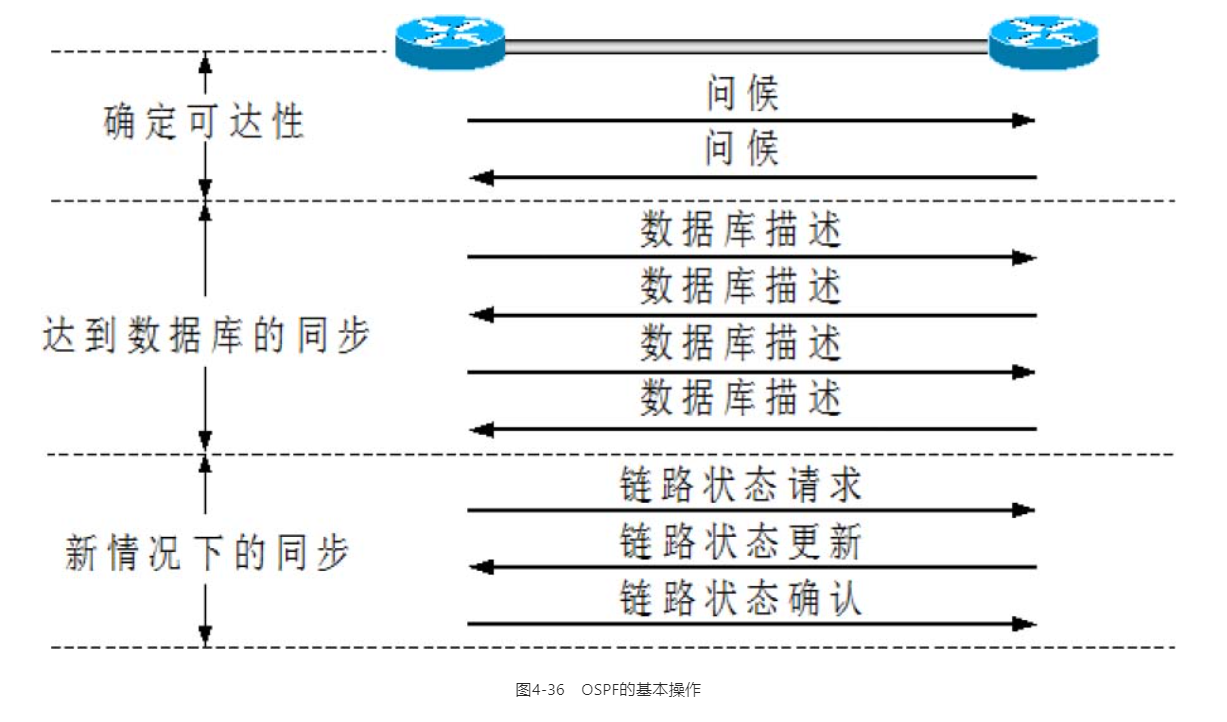 问候
确定可达性
问候
数据库描述
数据库描述
达到数据库的同步
数据库描述
数据库描述
链路状态请求
链路状态更新
新情况下的同步
链路状态确认
图4-36 OSPF的基本操作